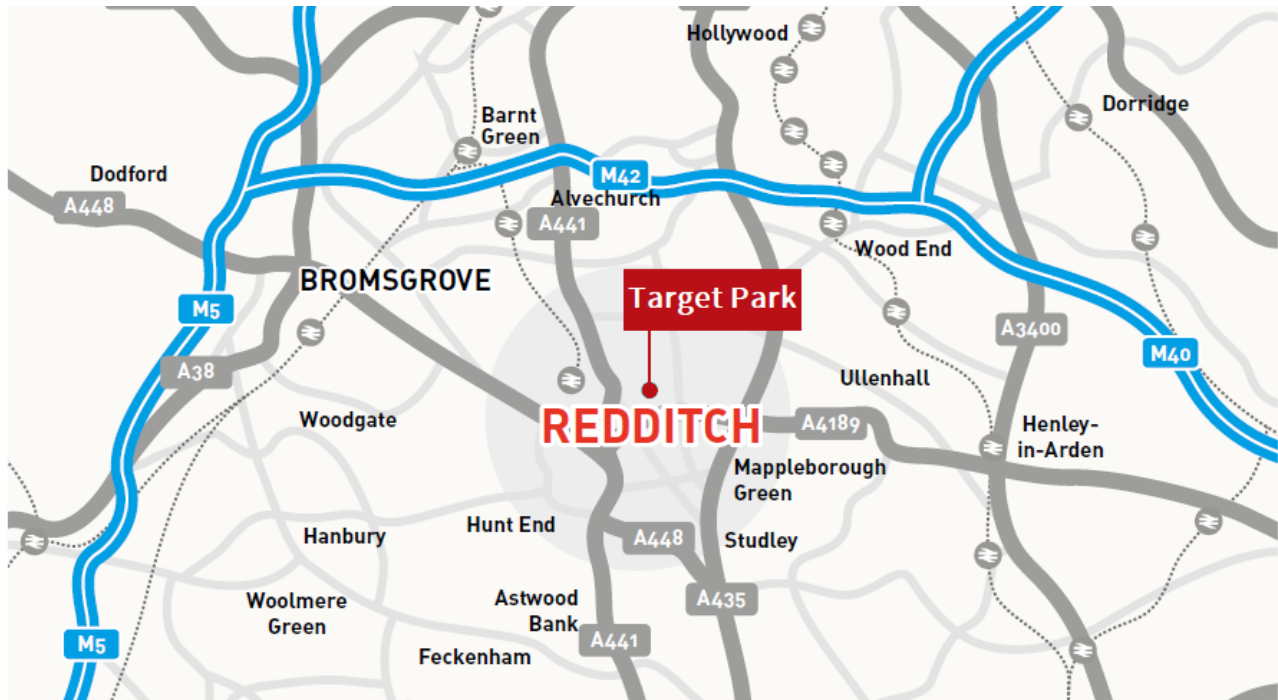 Hollywood
Dorridge
Barnt
Green
Dodford
M42
A448
Alvechurch
A441
Wood End
BROMSGROVE
Target Park
M5
A3400
M40
A38
Ullenhall
Woodgate
REDDITCH
A4189
Henley-
in-Arden
Mappleborough
Green
Hunt End
Hanbury
A448
Studley
Woolmere
Green
Astwood
Bank
A435
M5
A441
Feckenham